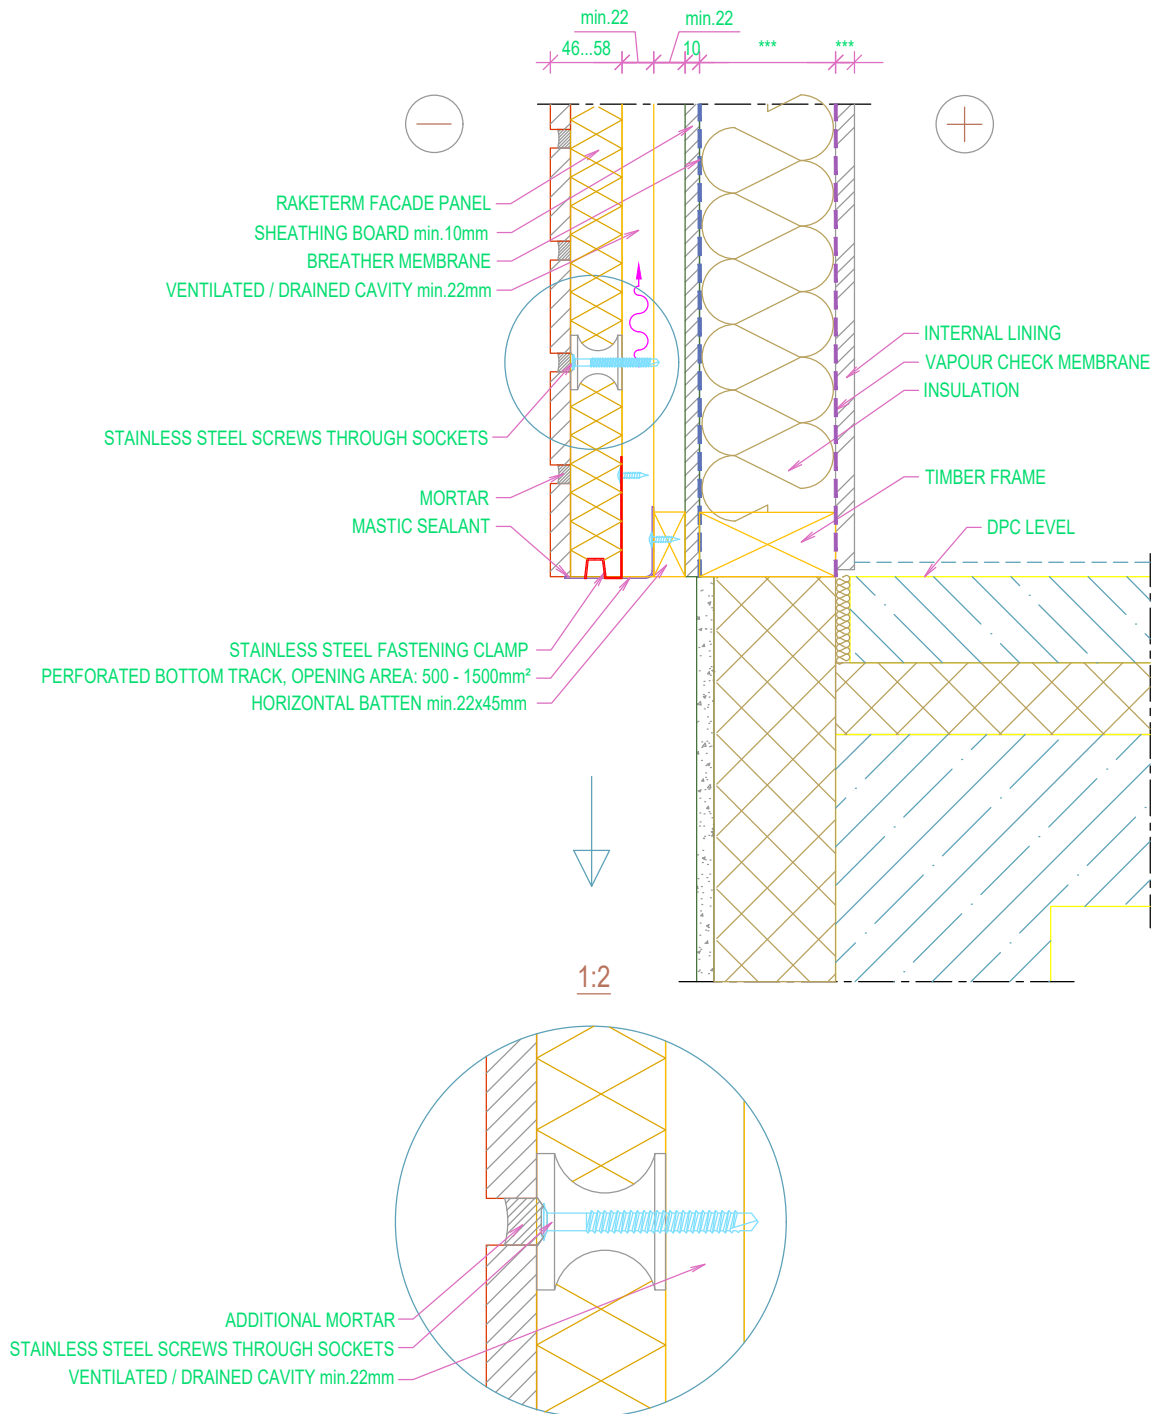 min.22
min.22
46...58
10
***
***
RAKETERM FACADE PANEL
SHEATHING BOARD min.10mm
BREATHER MEMBRANE
VENTILATED / DRAINED CAVITY min.22mm
INTERNAL LINING
VAPOUR CHECK MEMBRANE
INSULATION
STAINLESS STEEL SCREWS THROUGH SOCKETS
TIMBER FRAME
MORTAR
MASTIC SEALANT
DPC LEVEL
STAINLESS STEEL FASTENING CLAMP
PERFORATED BOTTOM TRACK, OPENING AREA: 500 - 1500mm²
HORIZONTAL BATTEN min.22x45mm
1:2
ADDITIONAL MORTAR
STAINLESS STEEL SCREWS THROUGH SOCKETS
VENTILATED / DRAINED CAVITY min.22mm